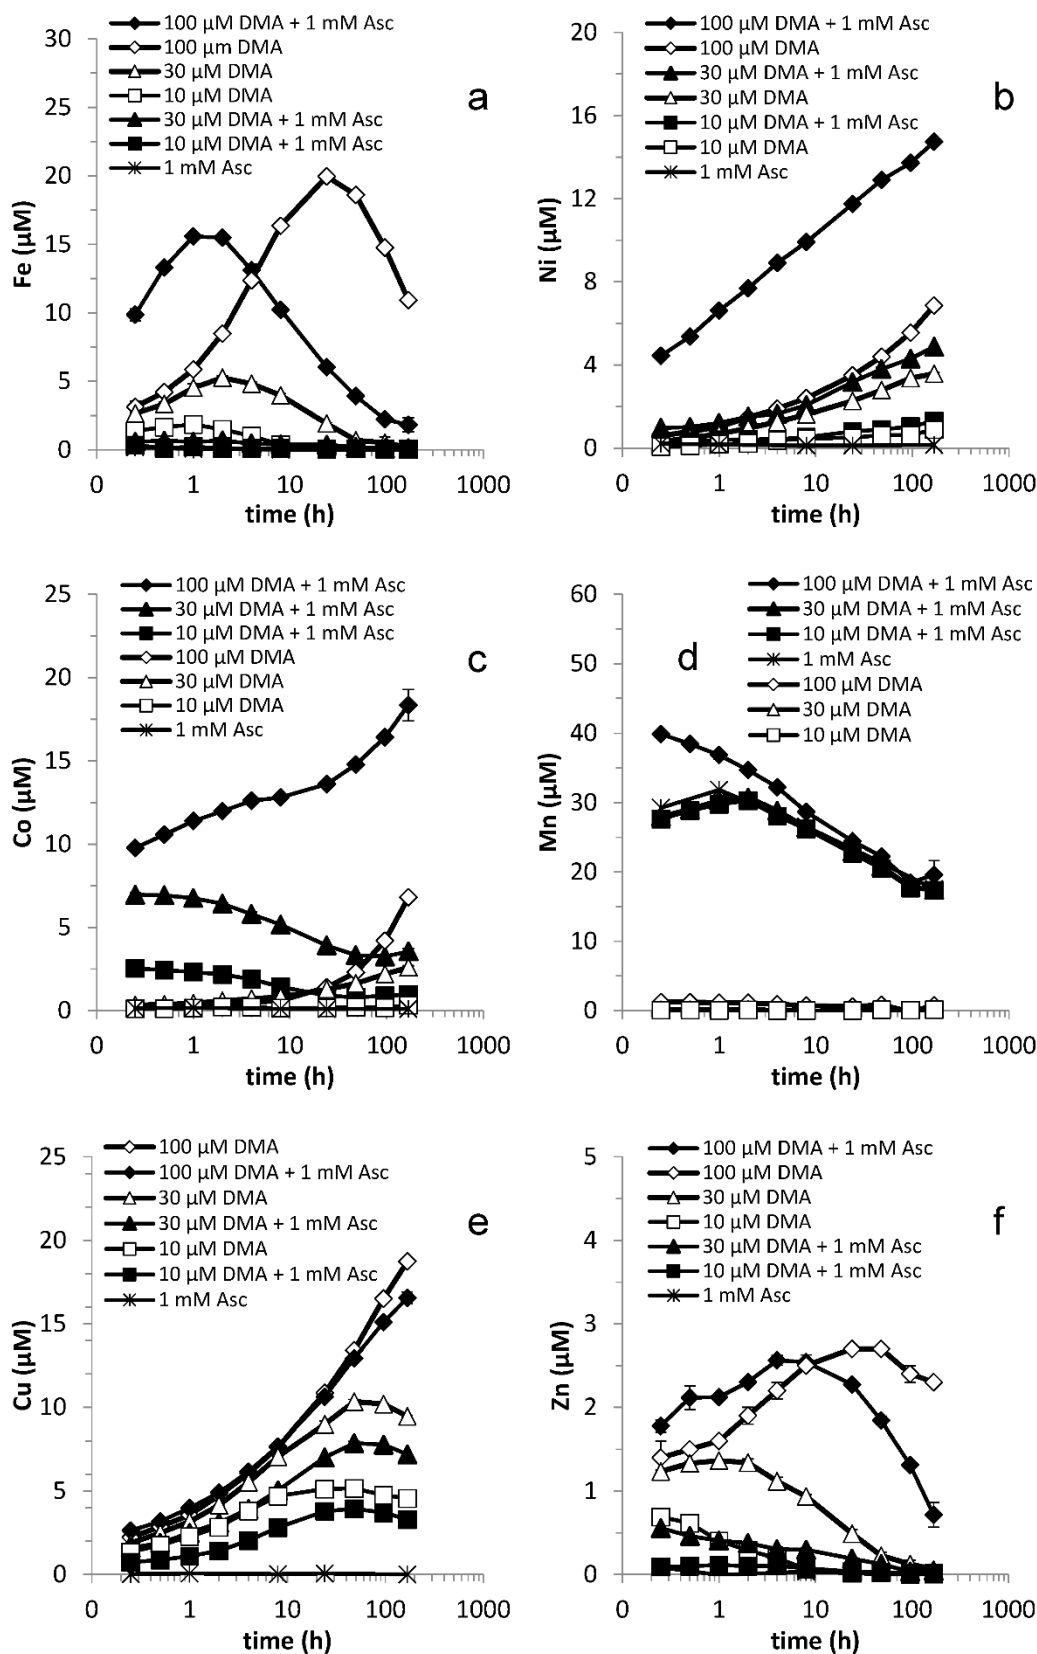 100 µM DMA + 1 mM Asc
100 µm DMA
30 µM DMA
10 µM DMA
30 µM DMA + 1 mM Asc
10 µM DMA + 1 mM Asc
1 mM Asc
a
Fe (µM)
30
25
20
15
10
5
0
0 1 10 100 1000
time (h)
100 µM DMA + 1 mM Asc
100 µM DMA
30 µM DMA + 1 mM Asc
30 µM DMA
10 µM DMA + 1 mM Asc
10 µM DMA
1 mM Asc
b
Ni (µM)
20
16
12
8
4
0
0 1 10 100 1000
time (h)
100 µM DMA + 1 mM Asc
30 µM DMA + 1 mM Asc
10 µM DMA + 1 mM Asc
100 µM DMA
30 µM DMA
10 µM DMA
1 mM Asc
c
Co (µM)
25
20
15
10
5
0
0 1 10 100 1000
time (h)
100 µM DMA + 1 mM Asc
30 µM DMA + 1 mM Asc
10 µM DMA + 1 mM Asc
1 mM Asc
100 µM DMA
30 µM DMA
10 µM DMA
d
Mn (µM)
60
50
40
30
20
10
0
0 1 10 100 1000
time (h)
100 µM DMA
100 µM DMA + 1 mM Asc
30 µM DMA
30 µM DMA + 1 mM Asc
10 µM DMA
10 µM DMA + 1 mM Asc
1 mM Asc
e
Cu (µM)
25
20
15
10
5
0
0 1 10 100 1000
time (h)
100 µM DMA + 1 mM Asc
100 µM DMA
30 µM DMA
10 µM DMA
30 µM DMA + 1 mM Asc
10 µM DMA + 1 mM Asc
1 mM Asc
f
Zn (µM)
5
4
3
2
1
0
0 1 10 100 1000
time (h)